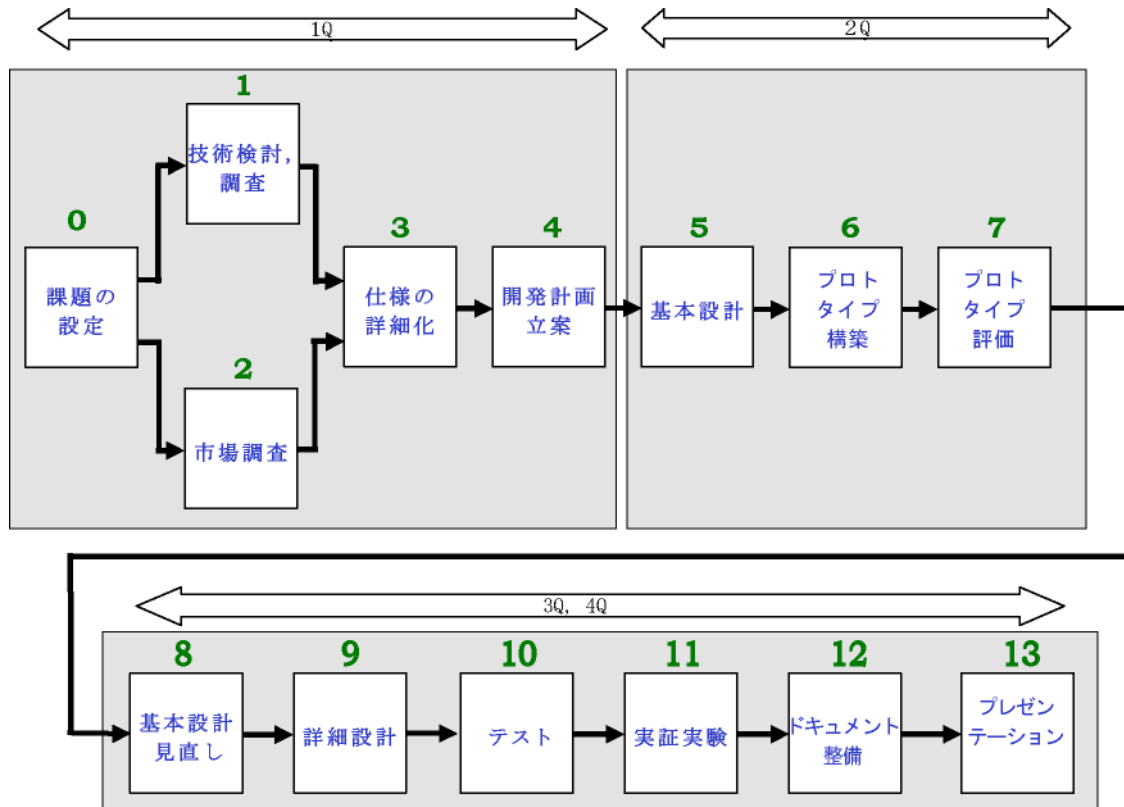 1Q
2Q
0
課題の
設定
1
技術検討,
調査
2
市場調査
3
仕様の
詳細化
4
開発計画
立案
5
基本設計
6
プロト
タイプ
構築
7
プロト
タイプ
評価
3Q, 4Q
8
基本設計
見直し
9
詳細設計
10
テスト
11
実証実験
12
ドキュメント
整備
13
プレゼン
テーション